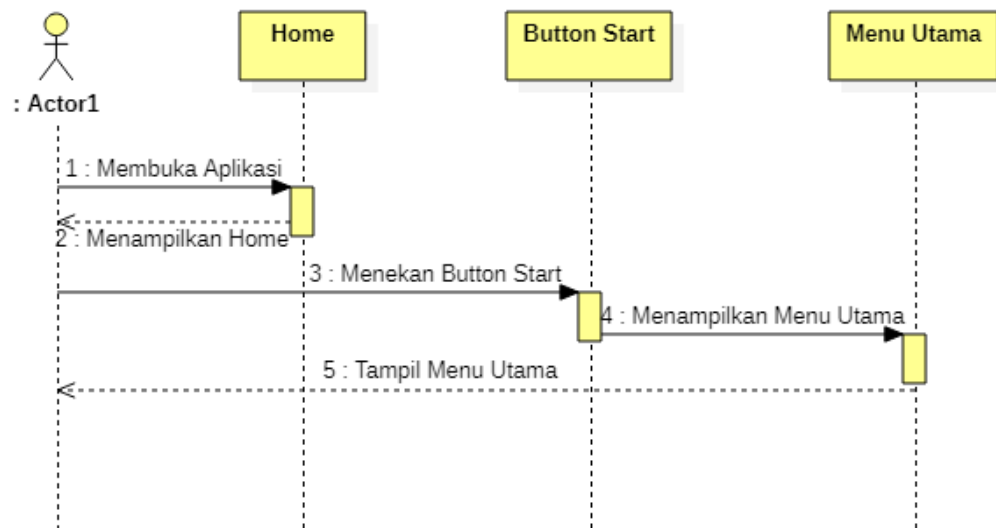 Home
Button Start
Menu Utama
: Actor1
1 : Membuka Aplikasi
2 : Menampilkan Home
3 : Menekan Button Start
4 : Menampilkan Menu Utama
5 : Tampil Menu Utama